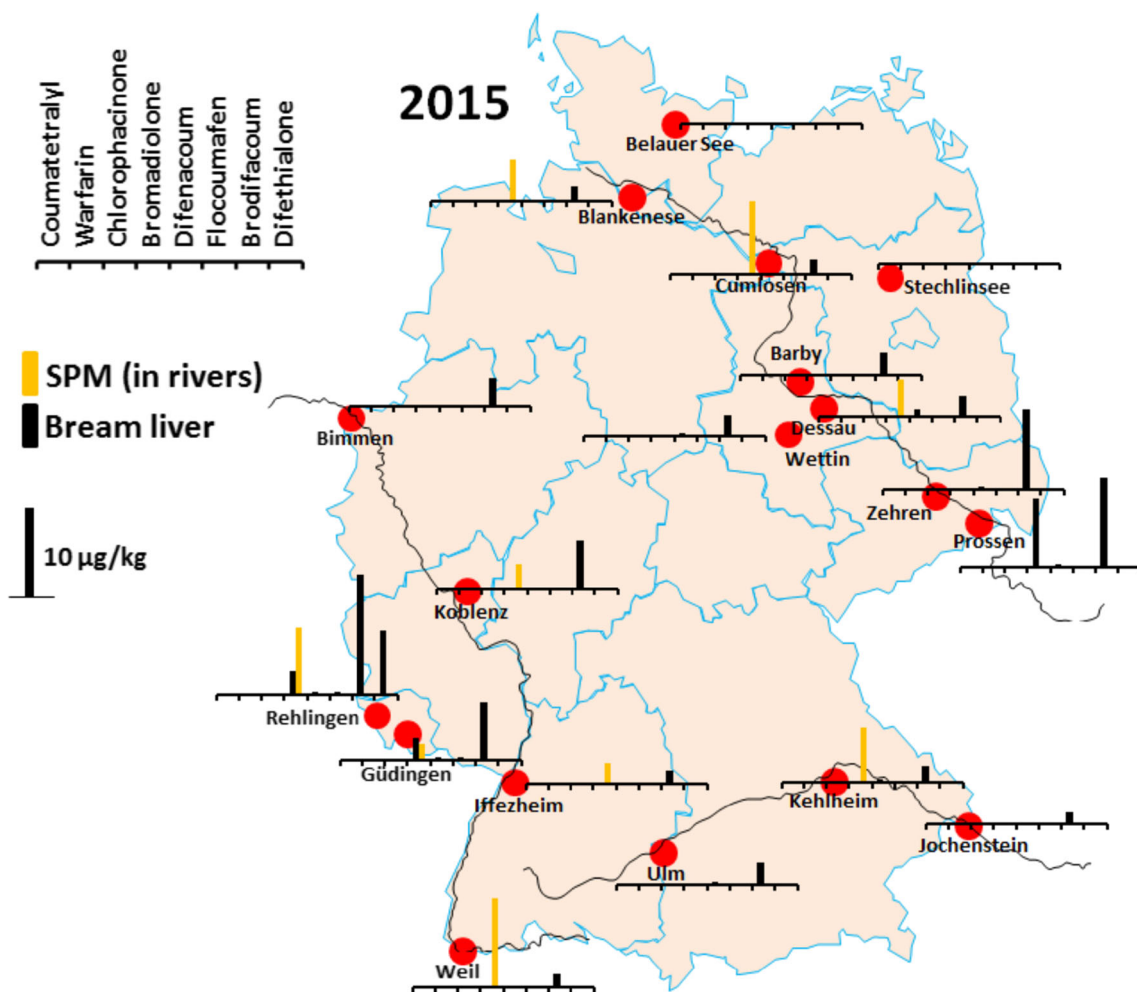 Coumatetralyl
Warfarin
Chlorophacinone
Bromadiolone
Difenacoum
Flocoumafen
Brodifacoum
Difethialone
2015
Belauer See
Blankenese
Cumlosen
Stechlinsee
SPM (in rivers)
Bream liver
10 µg/kg
Barby
Bimmen
Dessau
Wettin
Zehren
Prossen
Koblenz
Rehlingen
Güdingen
Iffezheim
Kehlheim
Jochenstein
Ulm
Weil